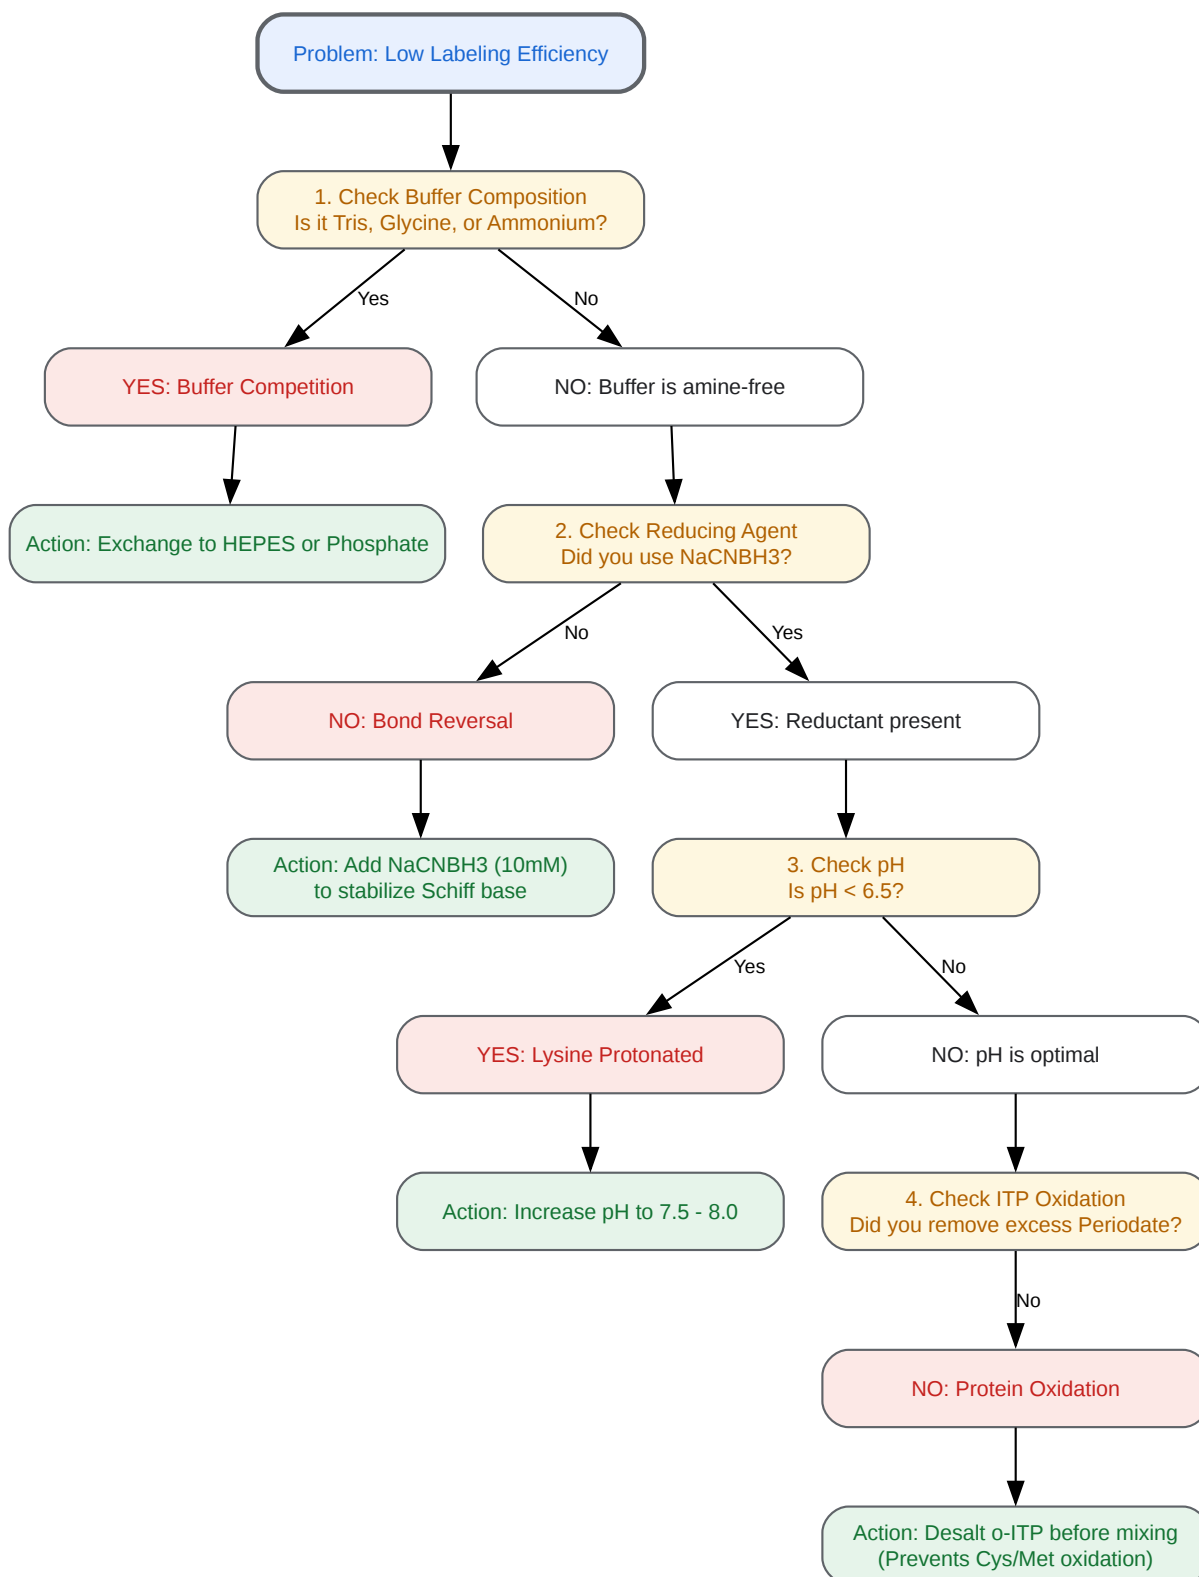 Problem: Low Labeling Efficiency
1. Check Buffer Composition
Is it Tris, Glycine, or Ammonium?
Yes
No
YES: Buffer Competition
NO: Buffer is amine-free
Action: Exchange to HEPES or Phosphate
2. Check Reducing Agent
Did you use NaCNBH3?
No
Yes
NO: Bond Reversal
YES: Reductant present
Action: Add NaCNBH3 (10mM)
to stabilize Schiff base
3. Check pH
Is pH < 6.5?
Yes
No
YES: Lysine Protonated
NO: pH is optimal
Action: Increase pH to 7.5 - 8.0
4. Check ITP Oxidation
Did you remove excess Periodate?
No
NO: Protein Oxidation
Action: Desalt o-ITP before mixing
(Prevents Cys/Met oxidation)